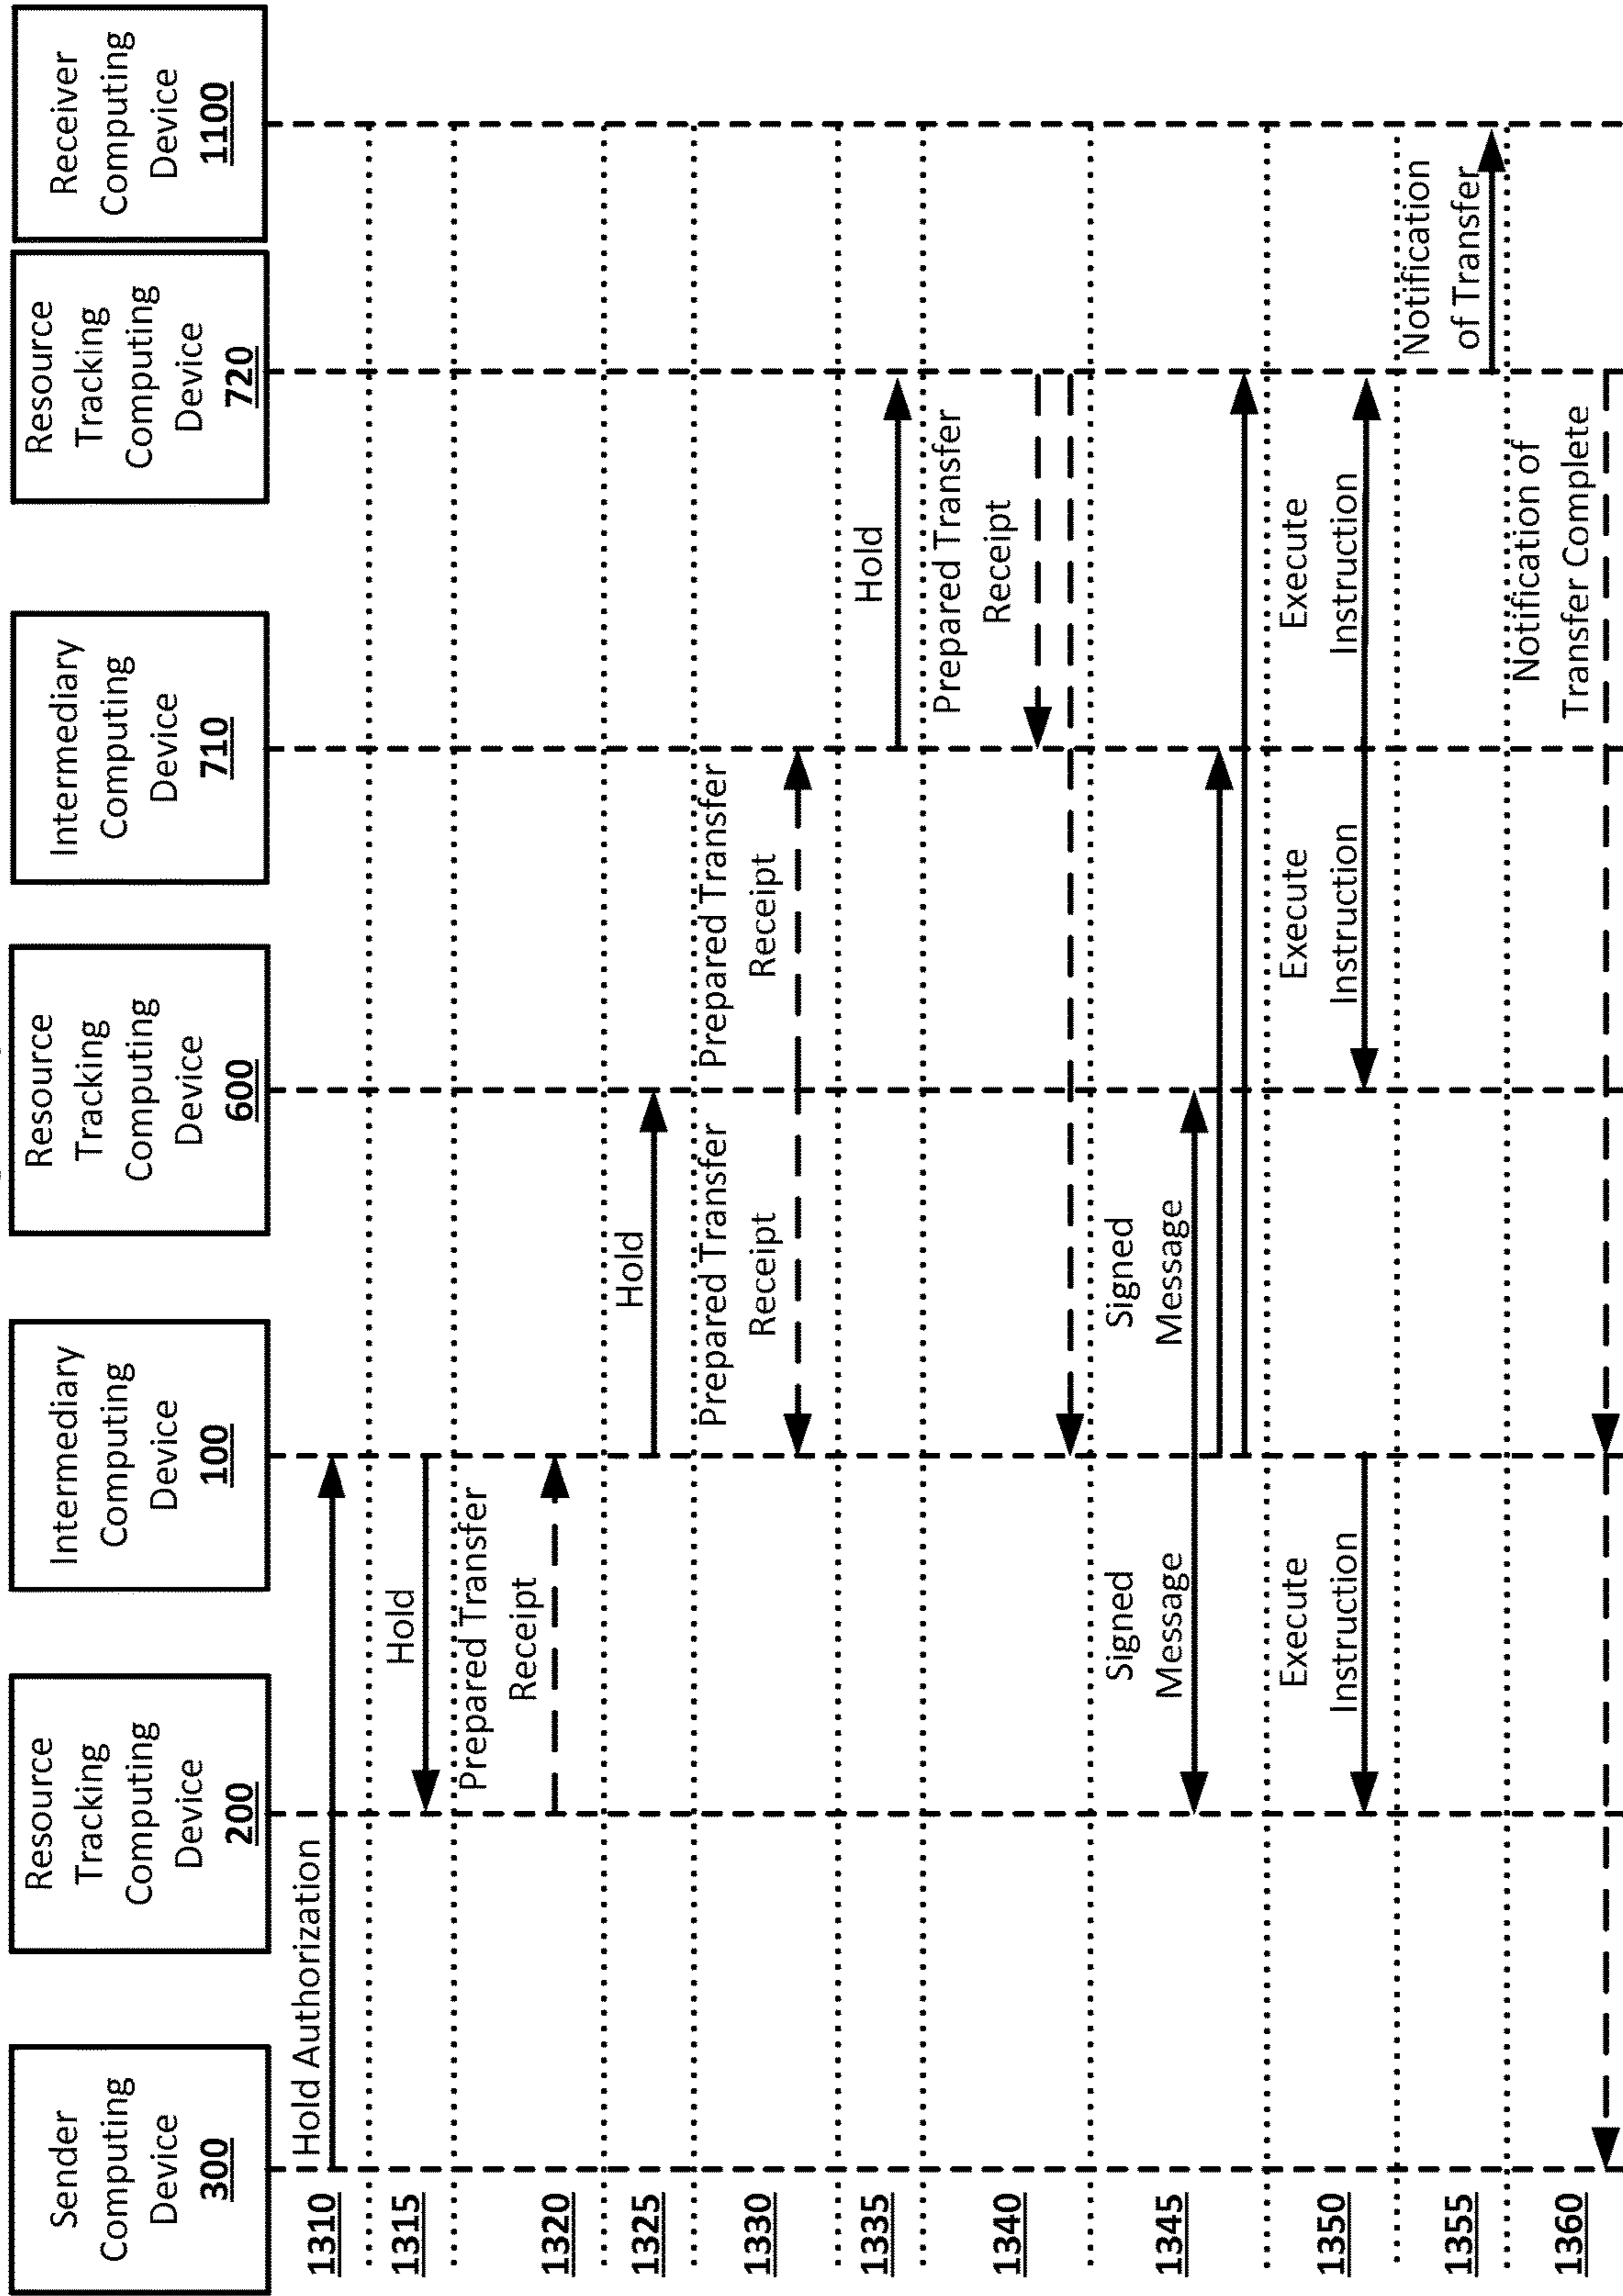 Sender
Computing
Device
300
Resource
Tracking
Computing
Device
200
Intermediary
Computing
Device
100
Resource
Tracking
Computing
Device
600
Intermediary
Computing
Device
710
Resource
Tracking
Computing
Device
720
Receiver
Computing
Device
1100
1310
Hold Authorization
1315
Hold
1320
Prepared Transfer
Receipt
1325
Hold
1330
Prepared Transfer
Receipt
Prepared Transfer
Receipt
1335
Hold
1340
Prepared Transfer
Receipt
1345
Signed
Message
Signed
Message
1350
Execute
Instruction
Execute
Instruction
Execute
Instruction
1355
Notification
of Transfer
1360
Notification of
Transfer Complete